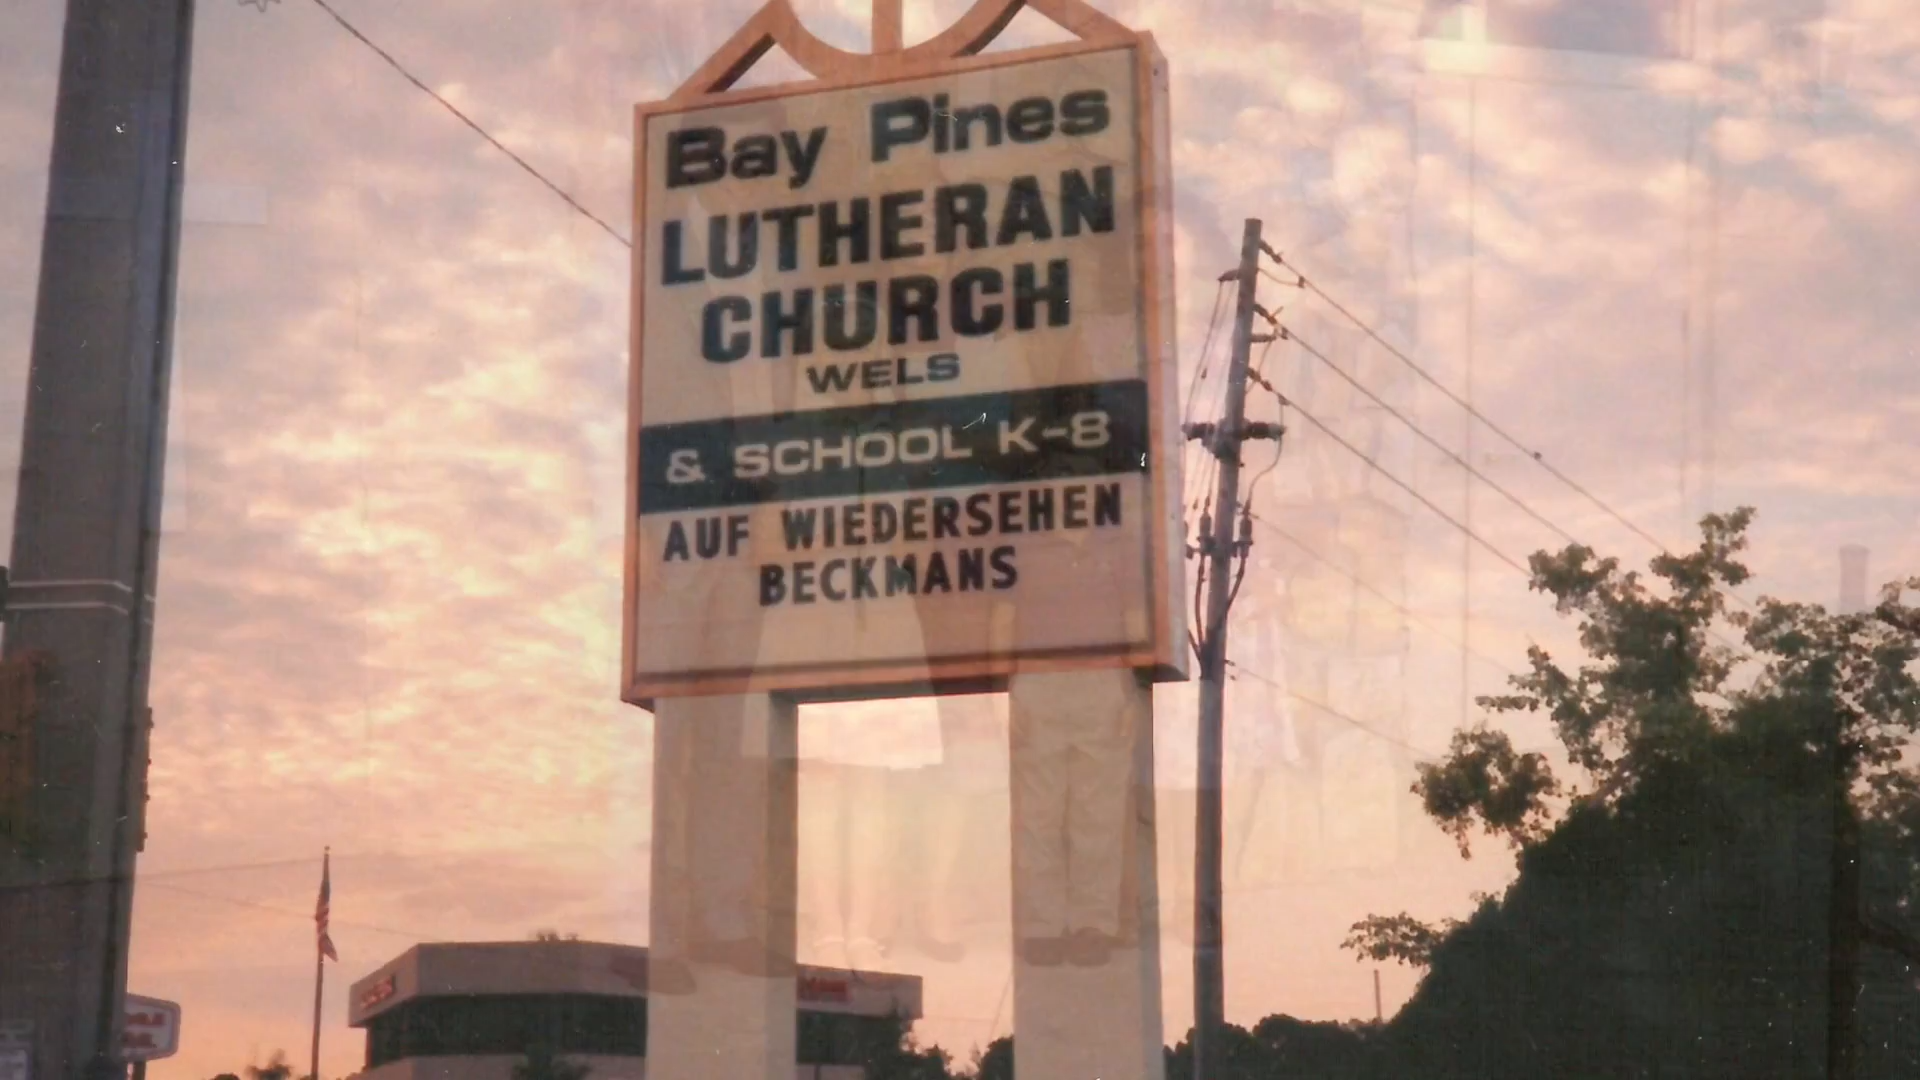 Bay Pines
LUTHERAN
CHURCH
WELS
& SCHOOL K-8
AUF WIEDERSEHEN
BECKMANS